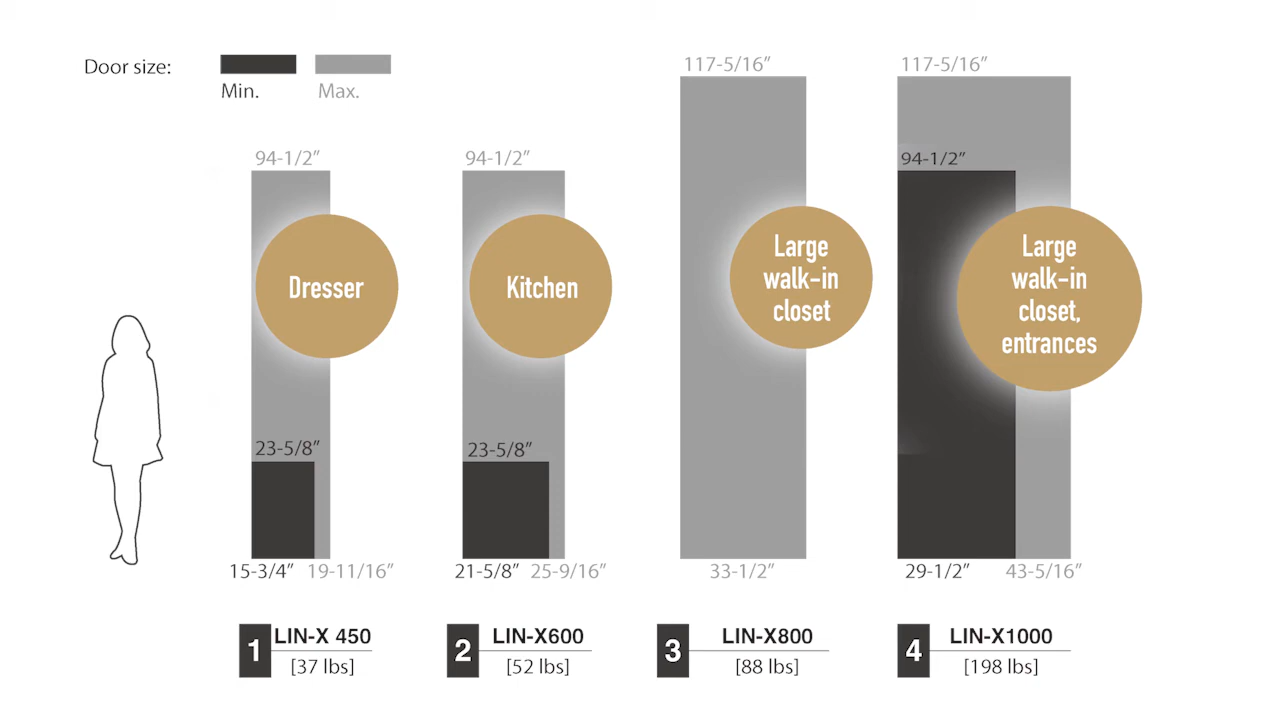 Door size:
Min.
Max.
94-1/2”
94-1/2”
117-5/16”
117-5/16”
94-1/2”
Dresser
Kitchen
Large
walk-in
closet
Large
walk-in
closet,
entrances
23-5/8”
23-5/8”
15-3/4”
19-11/16”
21-5/8”
25-9/16”
33-1/2”
29-1/2”
43-5/16”
1
LIN-X 450
[37 lbs]
2
LIN-X600
[52 lbs]
3
LIN-X800
[88 lbs]
4
LIN-X1000
[198 lbs]